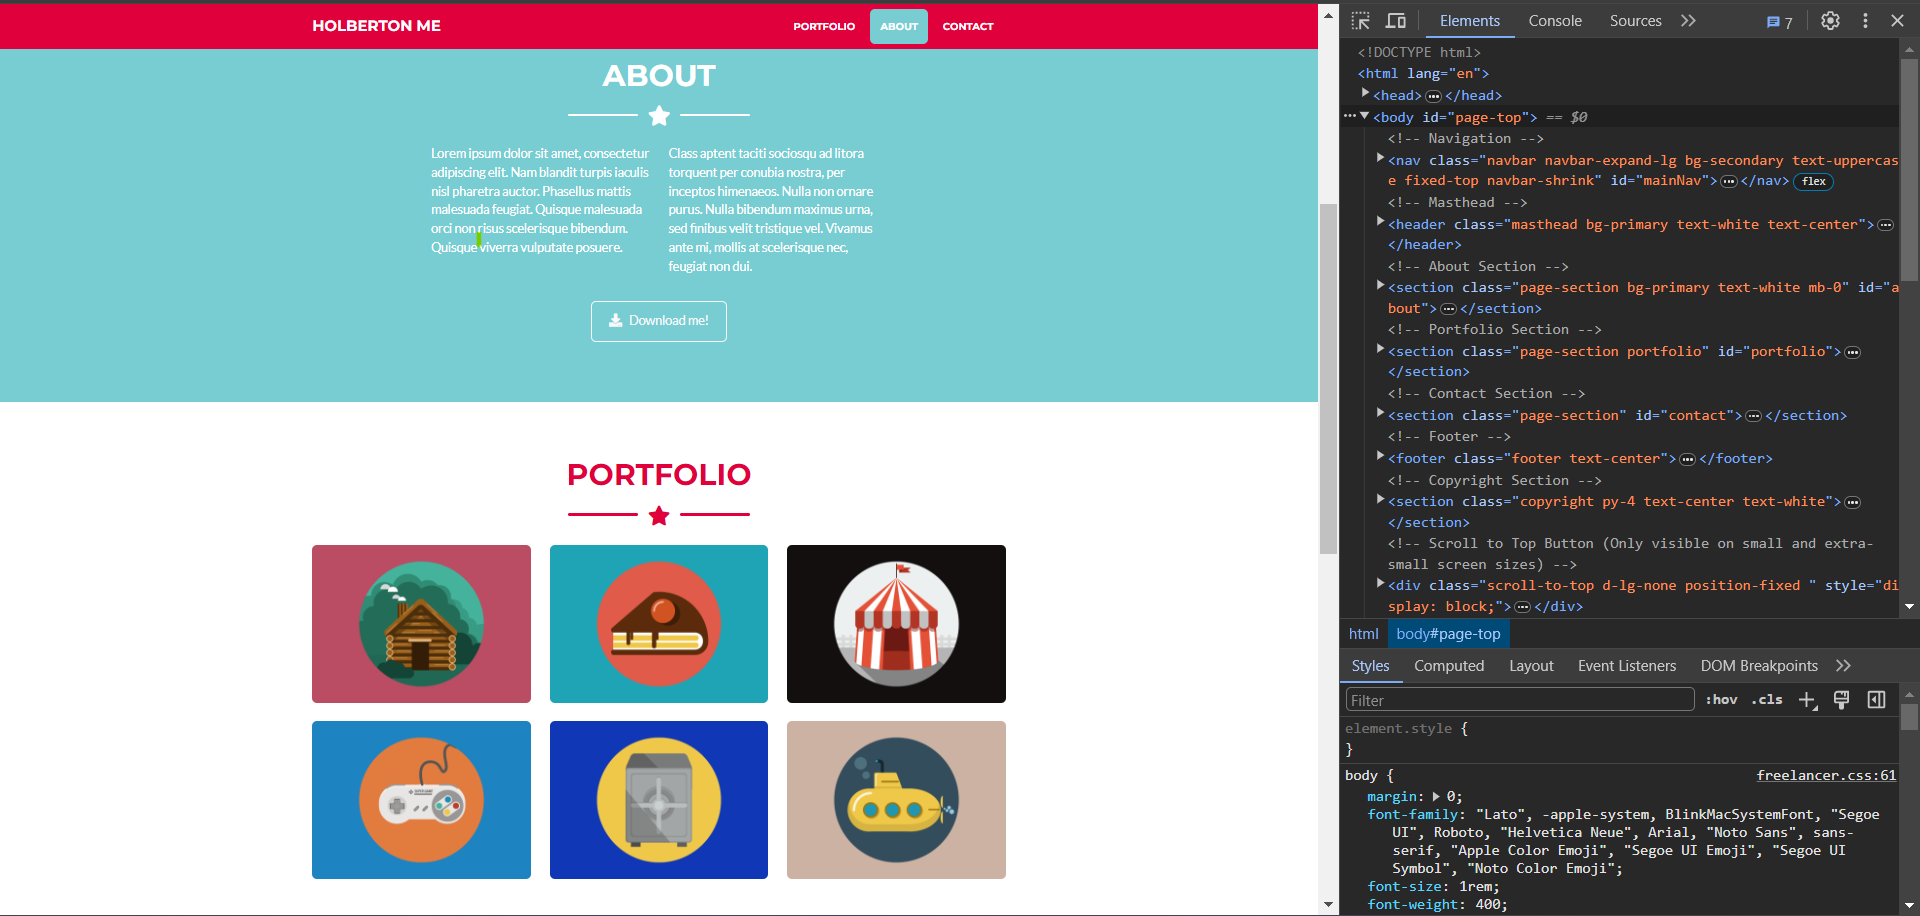 HOLBERTON ME
PORTFOLIO ABOUT CONTACT
ABOUT
Lorem ipsum dolor sit amet, consectetur
adipiscing elit. Nam blandit turpis iaculis
nisl pharetra auctor. Phasellus mattis
malesuada feugiat. Quisque malesuada
orci non risus scelerisque bibendum.
Quisque viverra vulputate posuere.
Class aptent taciti sociosqu ad litora
torquent per conubia nostra, per
inceptos himenaeos. Nulla non ornare
purus. Nulla bibendum maximus urna,
sed finibus velit tristique vel. Vivamus
ante mi, mollis at scelerisque nec,
feugiat non dui.
Download me!
PORTFOLIO
Elements Console Sources 7
<!DOCTYPE html>
<html lang="en">
<head>…</head>
<body id="page-top"> == $0
<!-- Navigation -->
<nav class="navbar navbar-expand-lg bg-secondary text-uppercas
e fixed-top navbar-shrink" id="mainNav">…</nav> flex
<!-- Masthead -->
<header class="masthead bg-primary text-white text-center">…
</header>
<!-- About Section -->
<section class="page-section bg-primary text-white mb-0" id="a
bout">…</section>
<!-- Portfolio Section -->
<section class="page-section portfolio" id="portfolio">…
</section>
<!-- Contact Section -->
<section class="page-section" id="contact">…</section>
<!-- Footer -->
<footer class="footer text-center">…</footer>
<!-- Copyright Section -->
<section class="copyright py-4 text-center text-white">…
</section>
<!-- Scroll to Top Button (Only visible on small and extra-
small screen sizes) -->
<div class="scroll-to-top d-lg-none position-fixed " style="di
splay: block;">…</div>
html body#page-top
Styles Computed Layout Event Listeners DOM Breakpoints
Filter :hov .cls
element.style {
}
body { freelancer.css:61
margin: 0;
font-family: "Lato", -apple-system, BlinkMacSystemFont, "Segoe
UI", Roboto, "Helvetica Neue", Arial, "Noto Sans", sans-
serif, "Apple Color Emoji", "Segoe UI Emoji", "Segoe UI
Symbol", "Noto Color Emoji";
font-size: 1rem;
font-weight: 400;